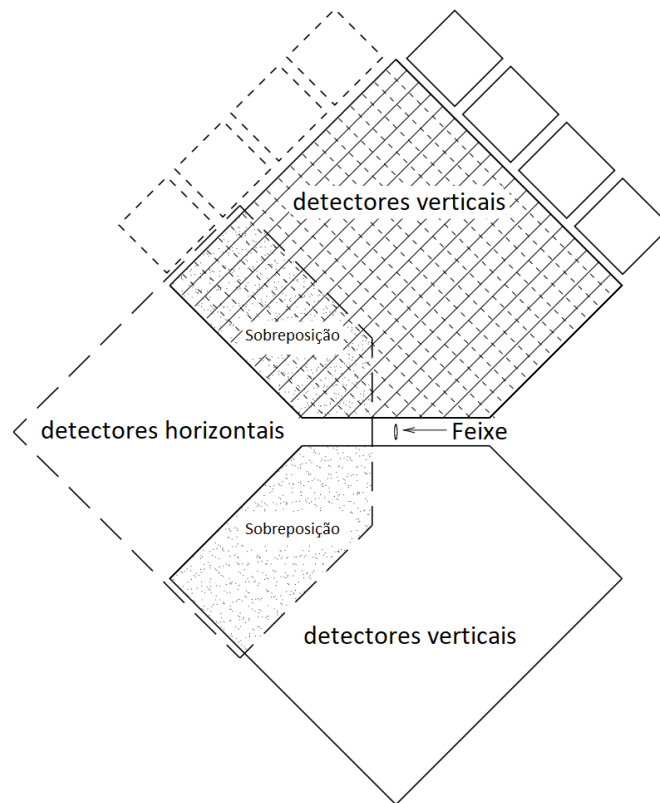 detectores verticais
Sobreposição
detectores horizontais
Feixe
Sobreposição
detectores verticais